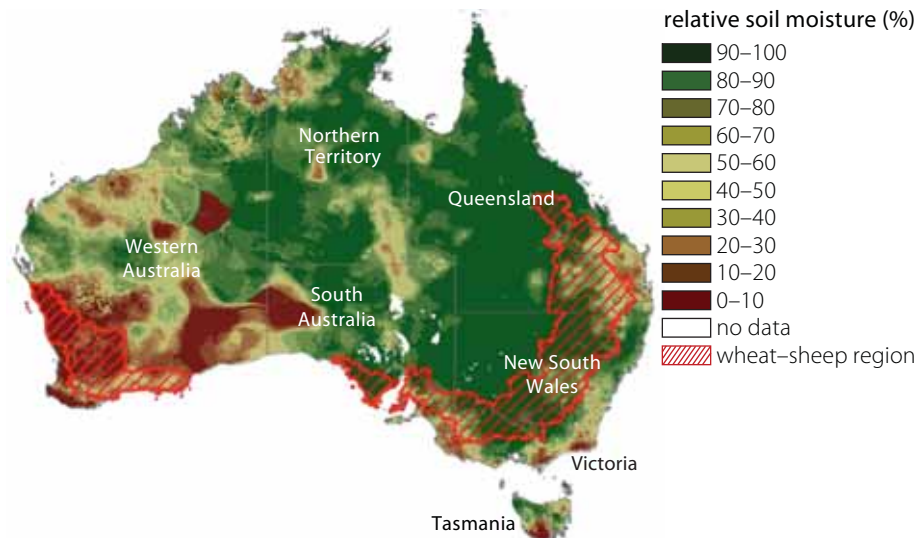 relative soil moisture (%)
90–100
80–90
70–80
60–70
50–60
40–50
30–40
20–30
10–20
0–10
no data
wheat–sheep region
Northern
Territory
Queensland
Western
Australia
South
Australia
New South
Wales
Victoria
Tasmania